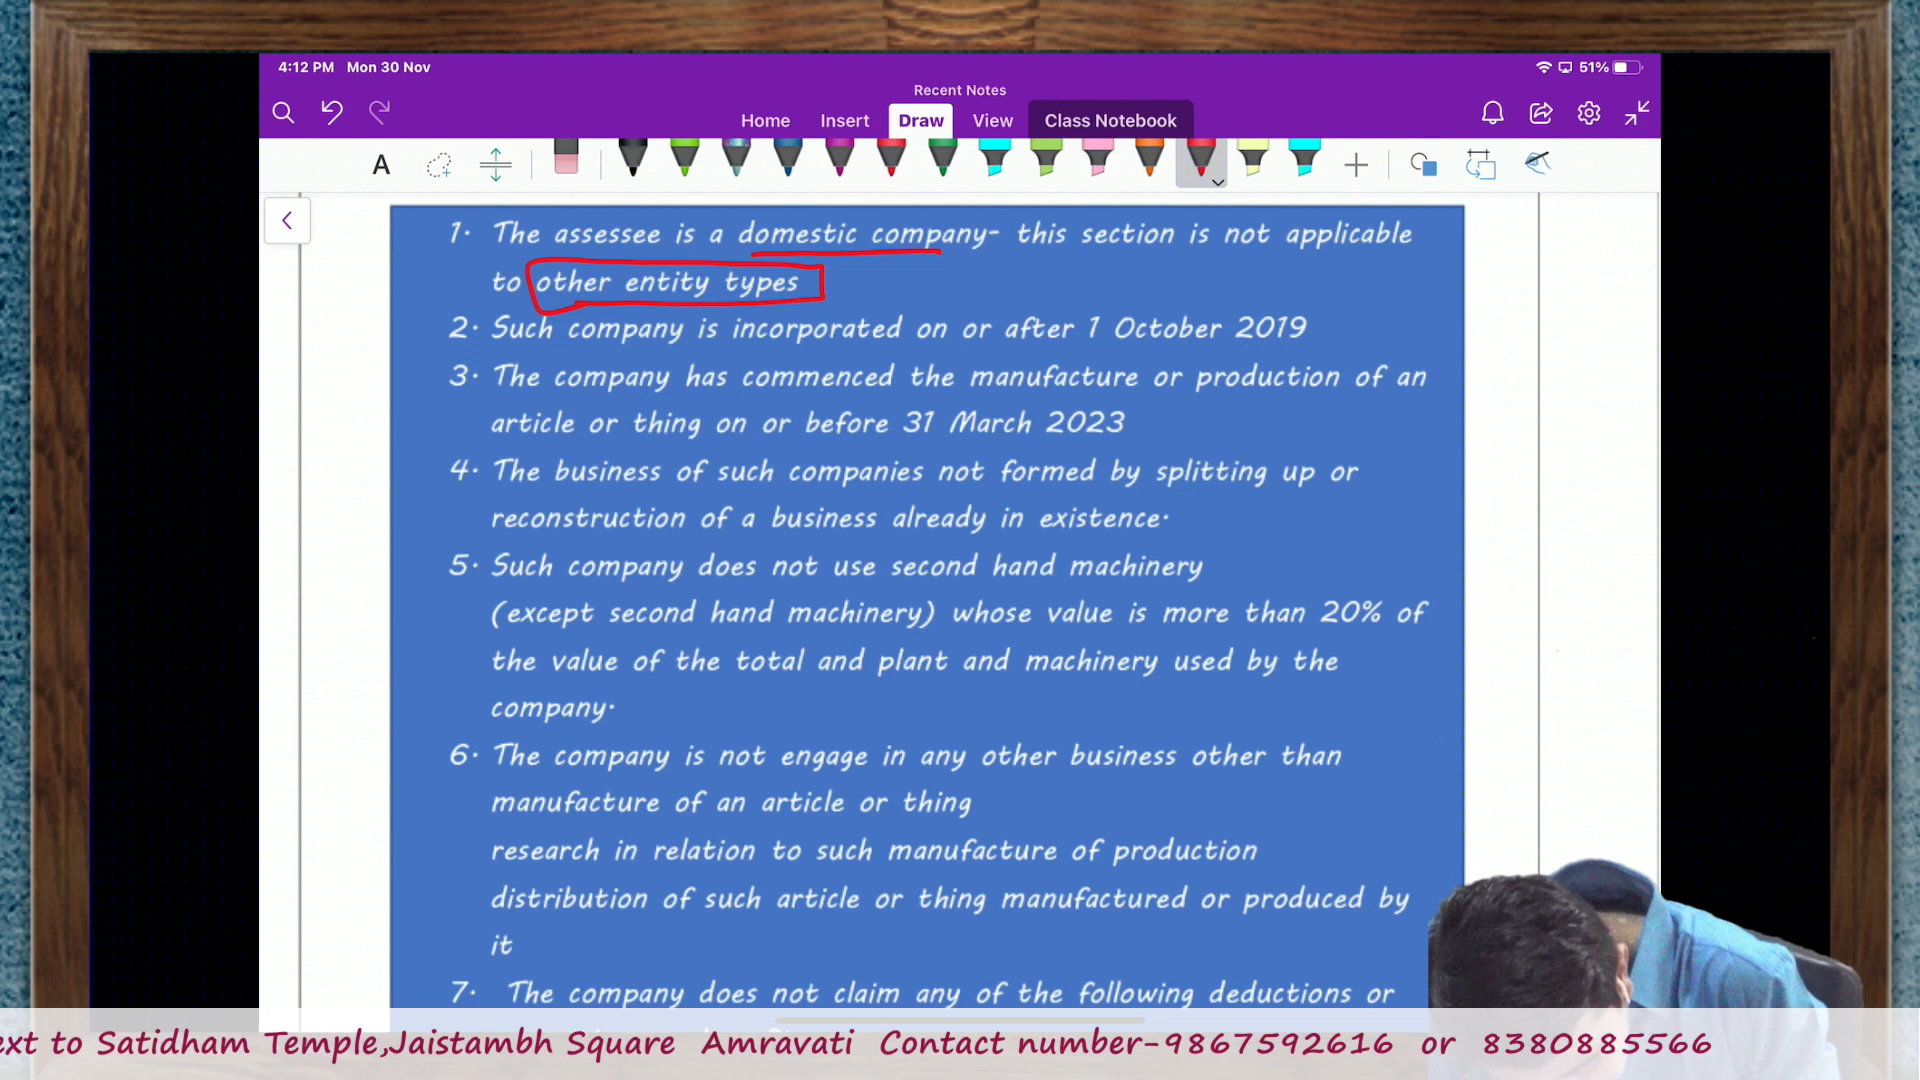 4:12 PM Mon 30 Nov
51%
Recent Notes
Home Insert Draw View Class Notebook
A
1. The assessee is a domestic company- this section is not applicable
to other entity types
2. Such company is incorporated on or after 1 October 2019
3. The company has commenced the manufacture or production of an
article or thing on or before 31 March 2023
4. The business of such companies not formed by splitting up or
reconstruction of a business already in existence.
5. Such company does not use second hand machinery
(except second hand machinery) whose value is more than 20% of
the value of the total and plant and machinery used by the
company.
6. The company is not engage in any other business other than
manufacture of an article or thing
research in relation to such manufacture of production
distribution of such article or thing manufactured or produced by
it
7. The company does not claim any of the following deductions or
to Satidham Temple,Jaistambh Square Amravati Contact number-9867592616 or 8380885566